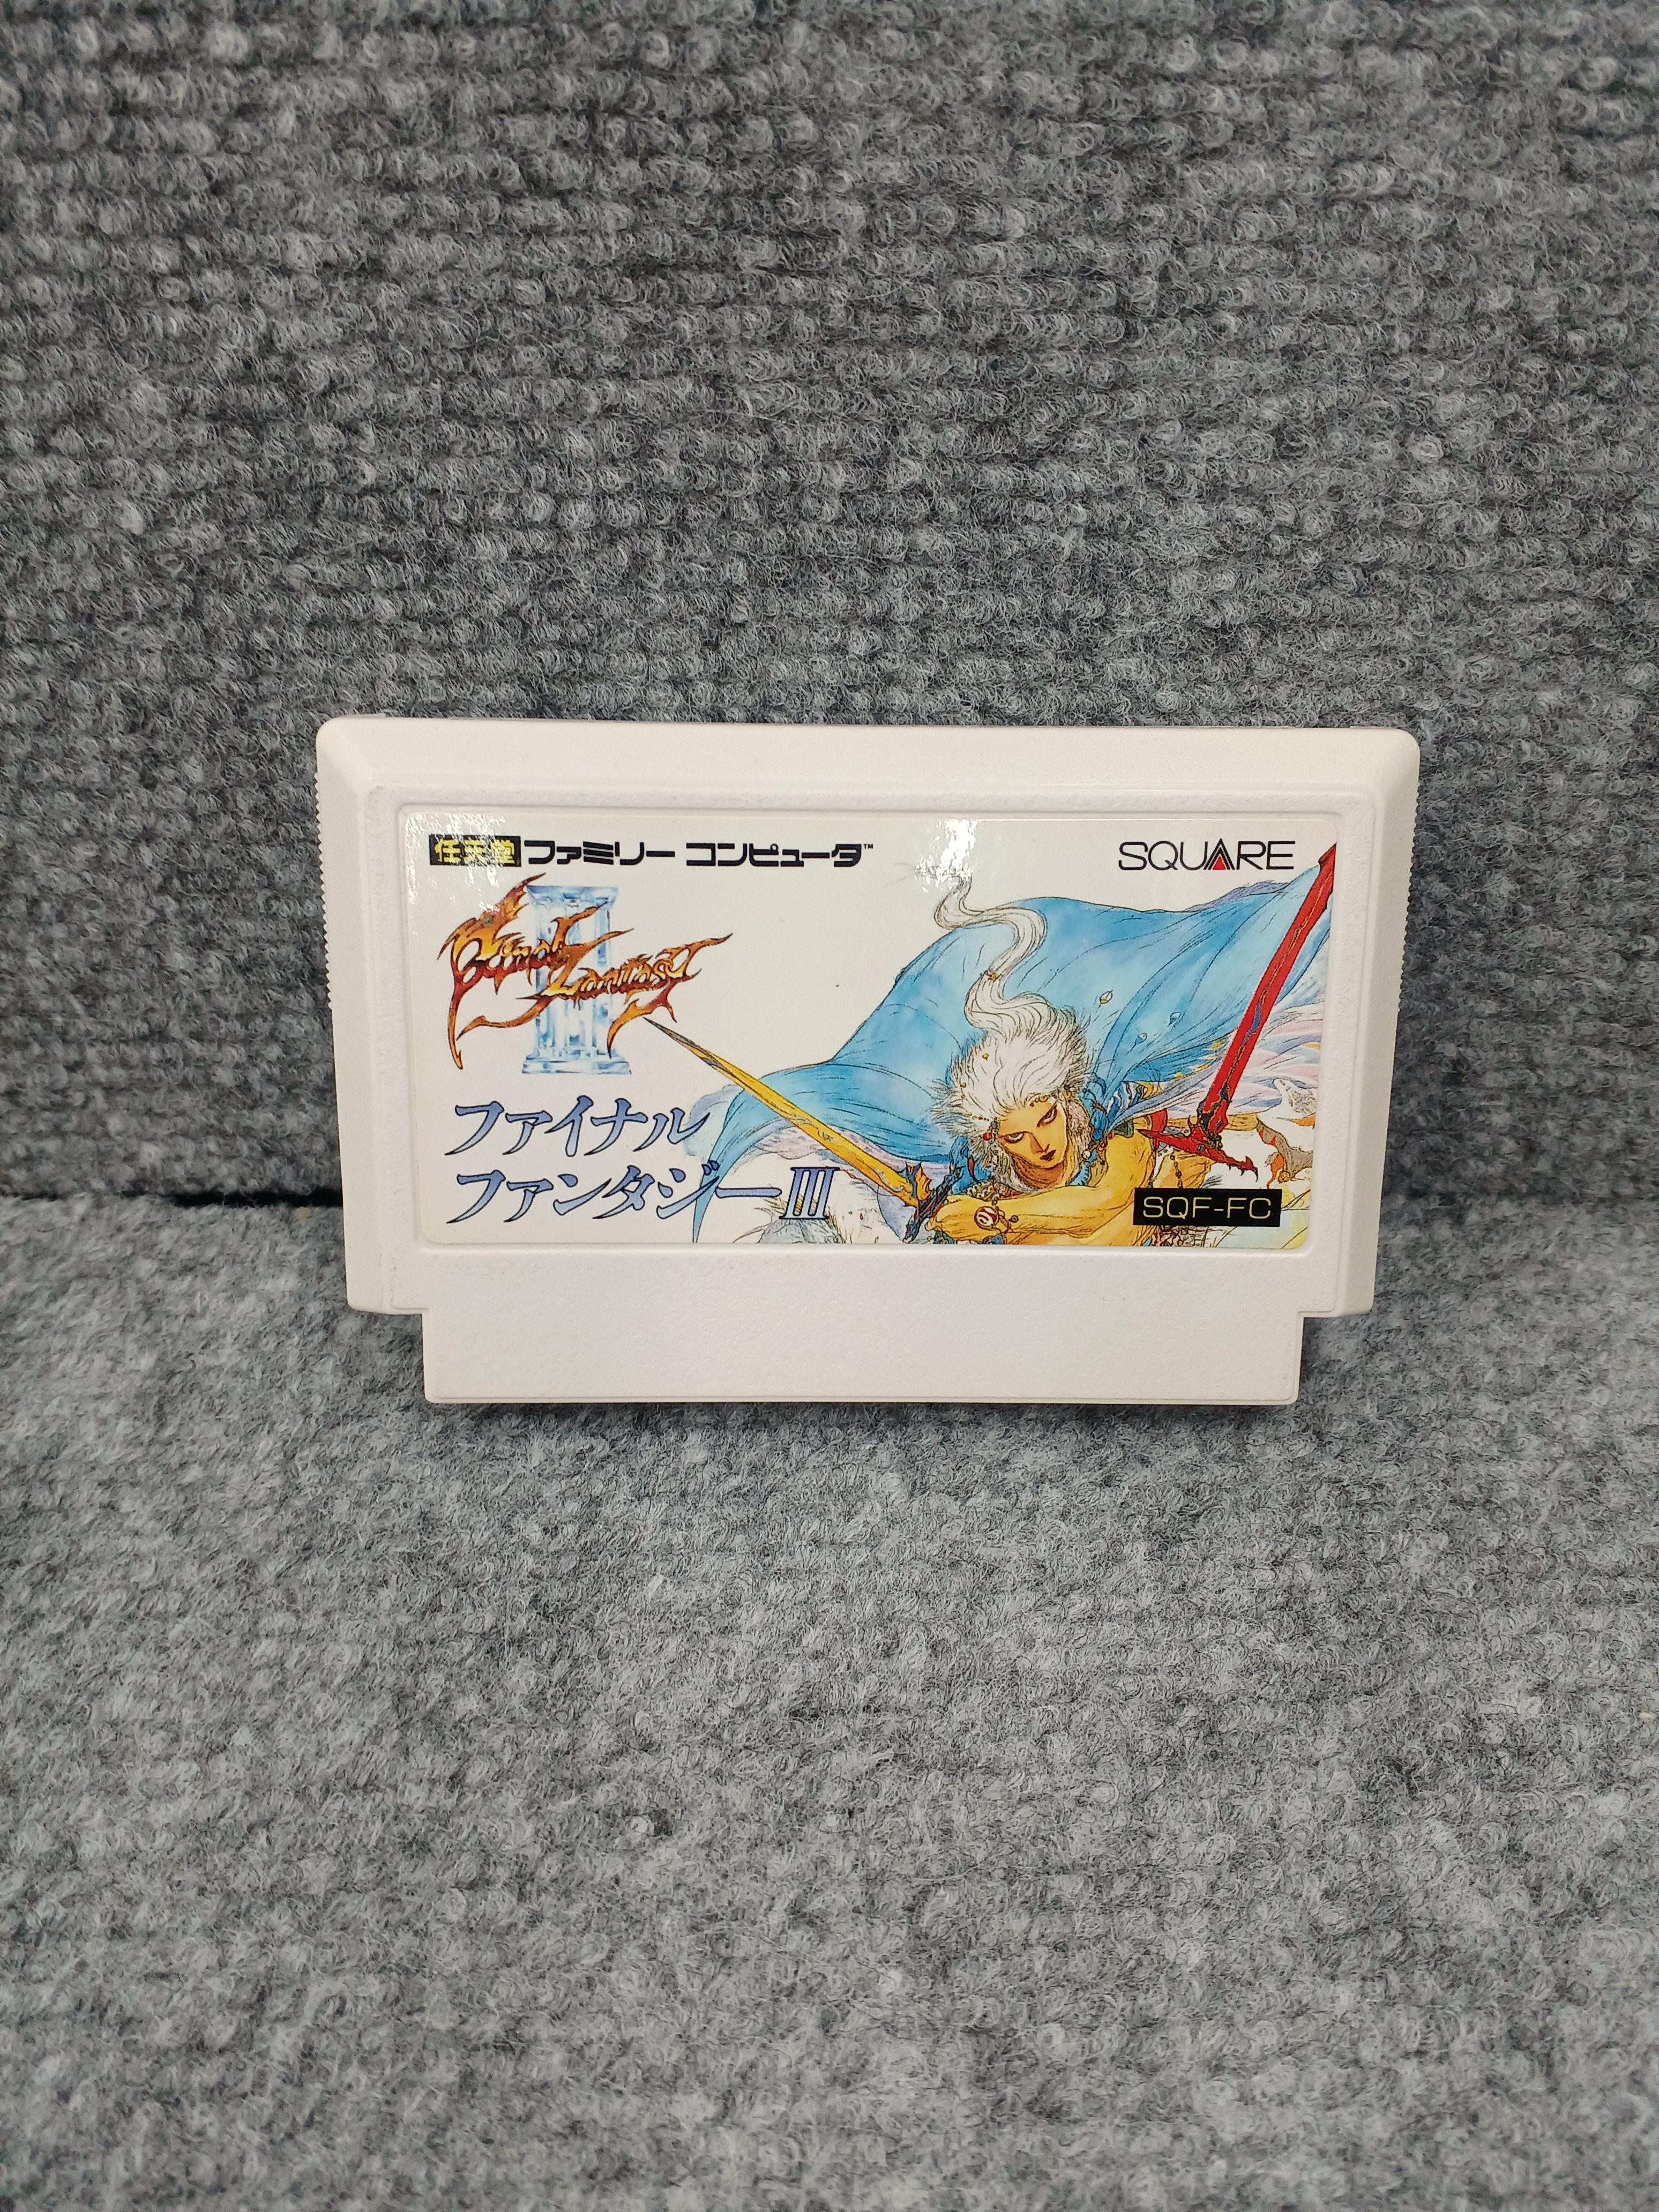 任天堂 ファミリー コンピュータ™
SQUARE
Final Fantasy
III
ファイナル
ファンタジーIII
SQF-FC